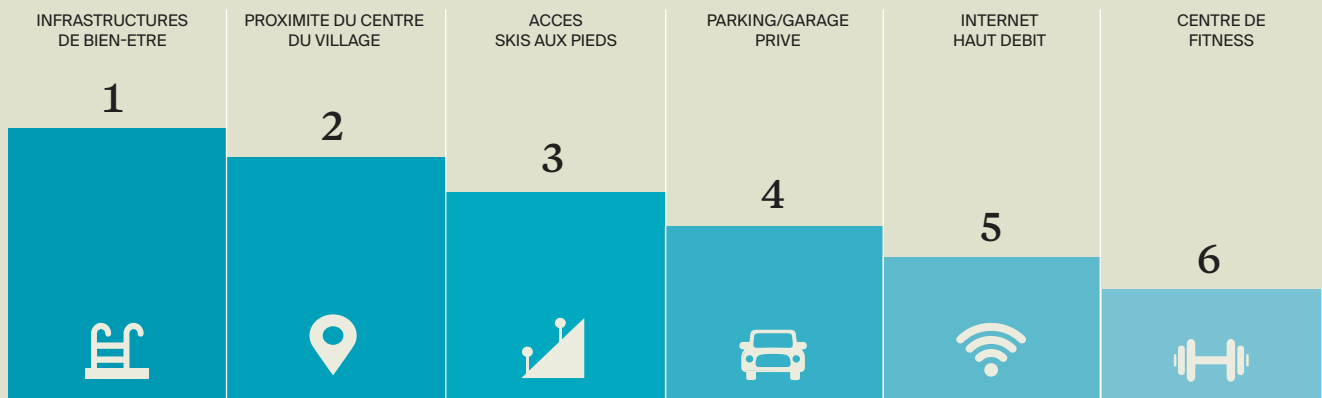 INFRASTRUCTURES
DE BIEN-ETRE
PROXIMITE DU CENTRE
DU VILLAGE
ACCES
SKIS AUX PIEDS
PARKING/GARAGE
PRIVE
INTERNET
HAUT DEBIT
CENTRE DE
FITNESS
1
2
3
4
5
6